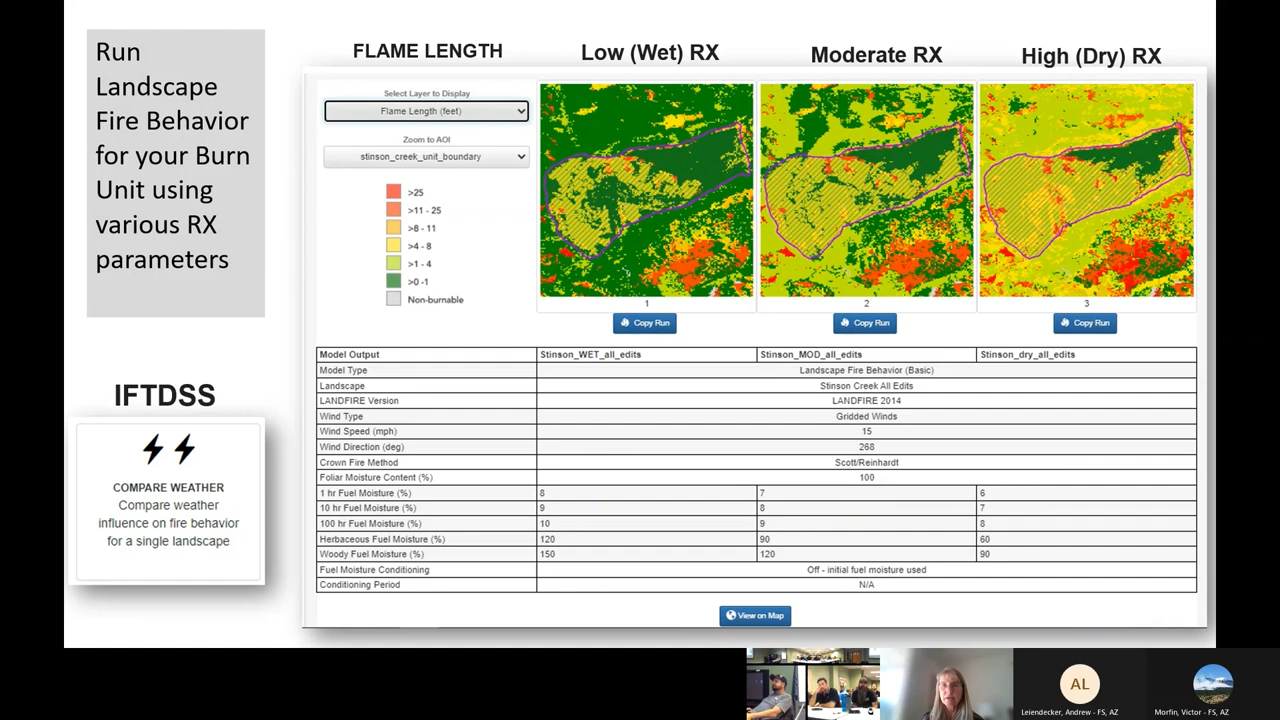 Run
Landscape
Fire Behavior
for your Burn
Unit using
various RX
parameters
IFTDSS
COMPARE WEATHER
Compare weather
influence on fire behavior
for a single landscape
FLAME LENGTH
Low (Wet) RX
Moderate RX
High (Dry) RX
Select Layer to Display
Flame Length (feet)
Zoom to AOI
stinson_creek_unit_boundary
>25
>11 - 25
>8 - 11
>4 - 8
>1 - 4
>0 -1
Non-burnable
1
2
3
Copy Run
Copy Run
Copy Run
Model Output Stinson_WET_all_edits Stinson_MOD_all_edits Stinson_dry_all_edits
Model Type Landscape Fire Behavior (Basic)
Landscape Stinson Creek All Edits
LANDFIRE Version LANDFIRE 2014
Wind Type Gridded Winds
Wind Speed (mph) 15
Wind Direction (deg) 268
Crown Fire Method Scott/Reinhardt
Foliar Moisture Content (%) 100
1 hr Fuel Moisture (%) 8 7 6
10 hr Fuel Moisture (%) 9 8 7
100 hr Fuel Moisture (%) 10 9 8
Herbaceous Fuel Moisture (%) 120 90 60
Woody Fuel Moisture (%) 150 120 90
Fuel Moisture Conditioning Off - initial fuel moisture used
Conditioning Period N/A
View on Map
AL
Leiendecker, Andrew - FS, AZ
Morfin, Victor - FS, AZ